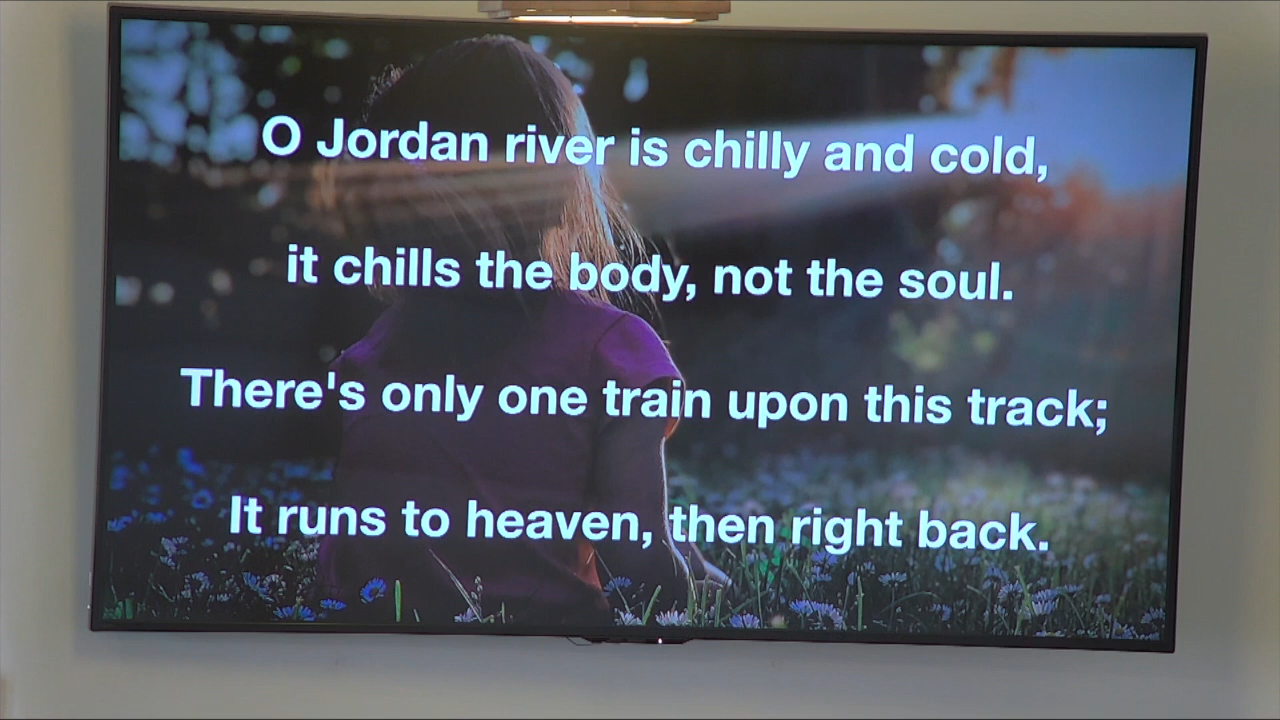 O Jordan river is chilly and cold,
it chills the body, not the soul.
There's only one train upon this track;
It runs to heaven, then right back.